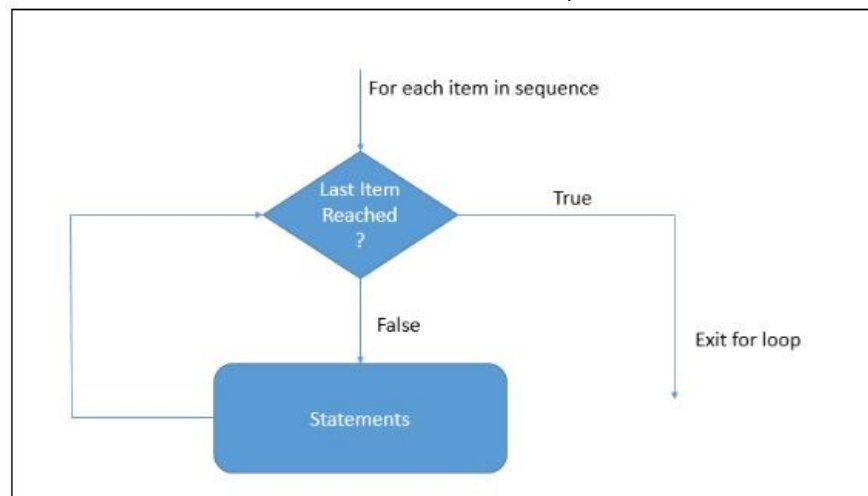 For each item in sequence
Last Item
Reached
?
True
False
Exit for loop
Statements